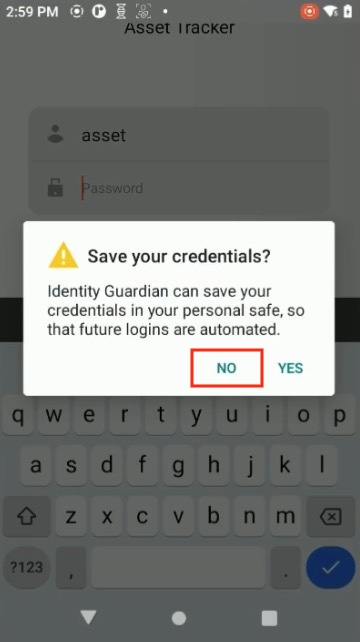 2:59 PM
Asset Tracker
asset
Password
Save your credentials?
Identity Guardian can save your
credentials in your personal safe, so
that future logins are automated.
NO YES
q w e r t y u i o p
a s d f g h j k l
z x c v b n m
?123 , .